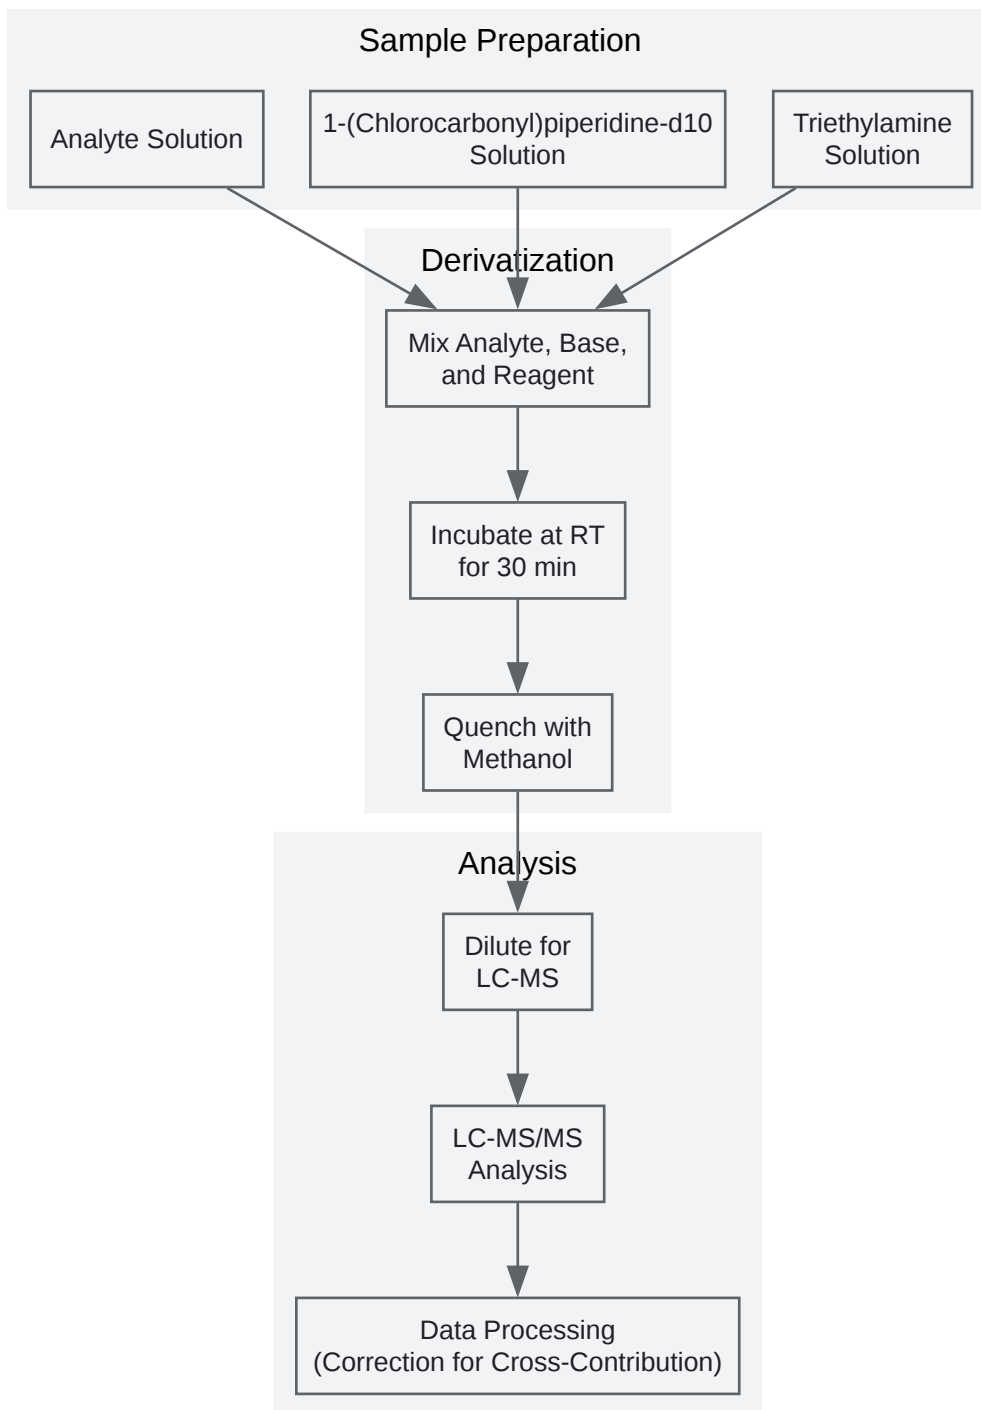 Sample Preparation
Analyte Solution
1-(Chlorocarbonyl)piperidine-d10
Solution
Triethylamine
Solution
Derivatization
Mix Analyte, Base,
and Reagent
Incubate at RT
for 30 min
Quench with
Methanol
Analysis
Dilute for
LC-MS
LC-MS/MS
Analysis
Data Processing
(Correction for Cross-Contribution)